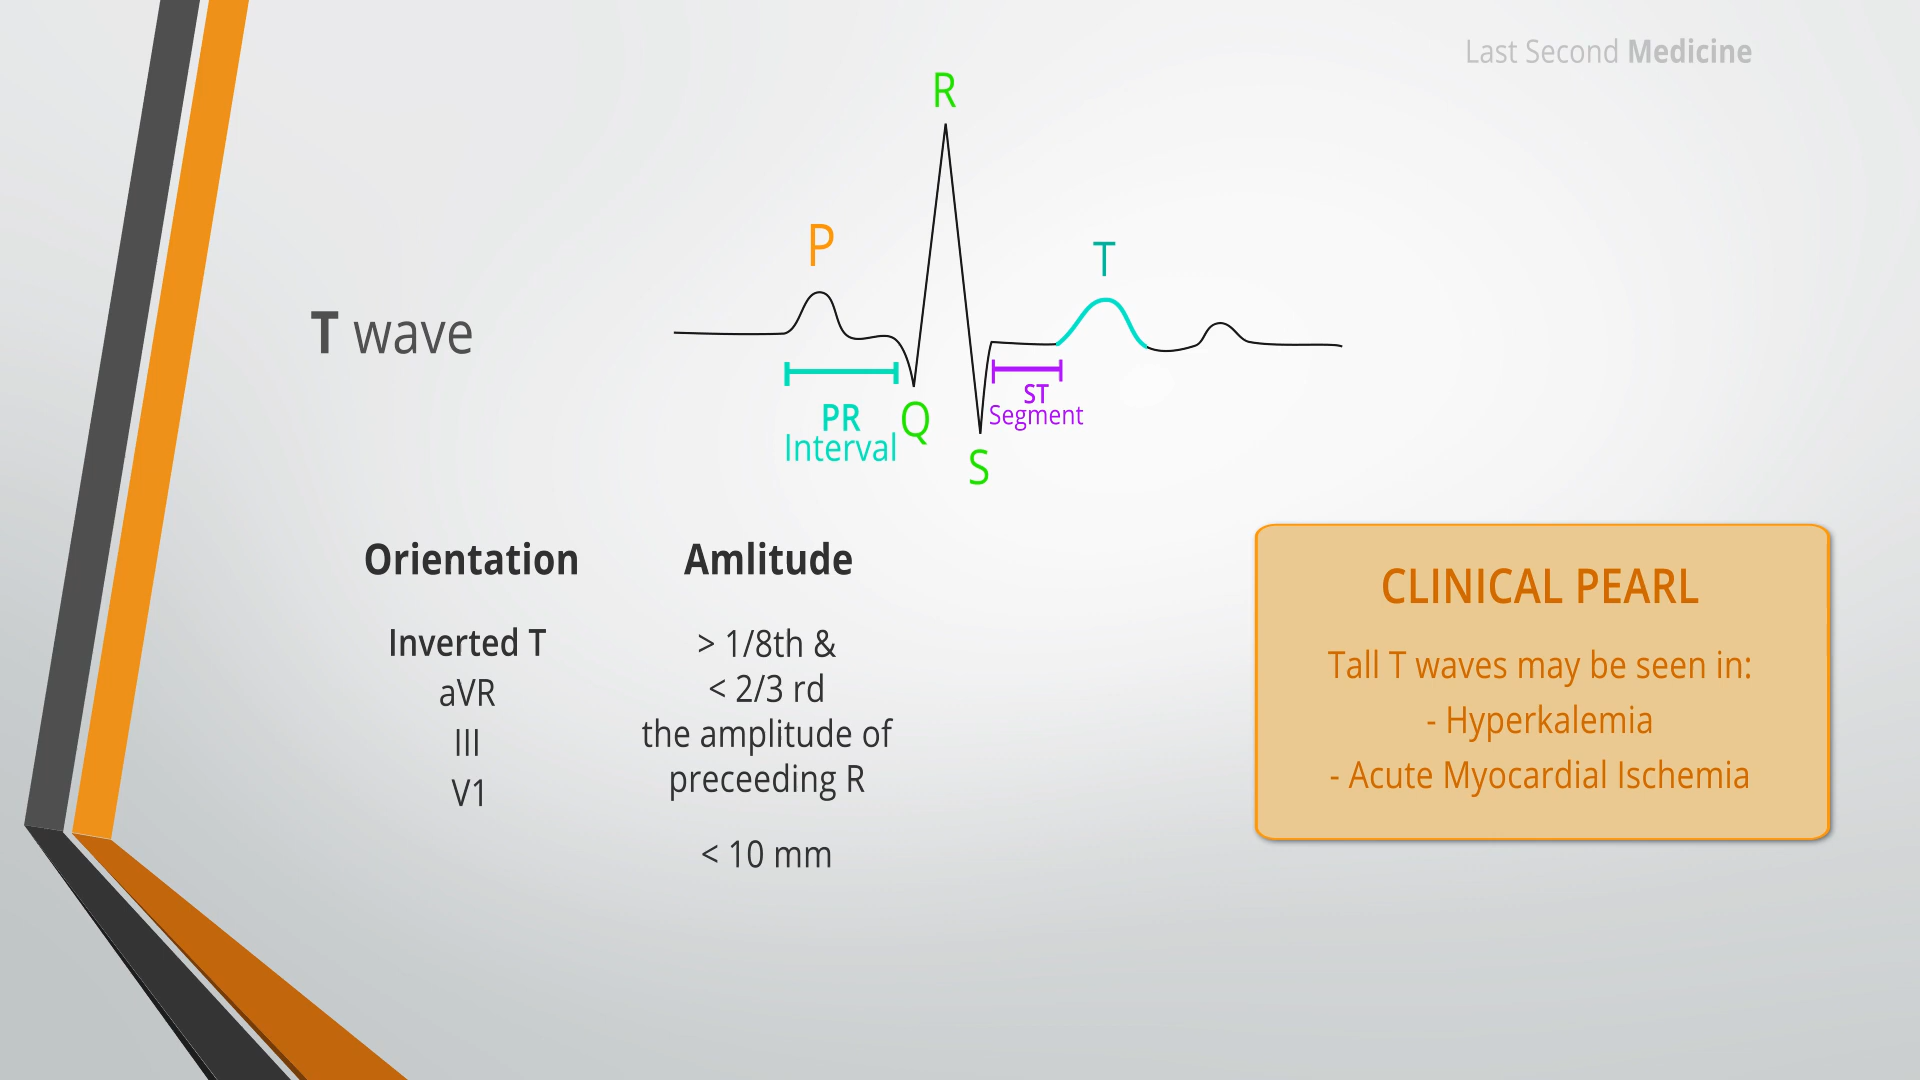 Last Second Medicine
R
P
T
T wave
PR
Interval
Q
ST
Segment
S
Orientation
Inverted T
aVR
III
V1
Amlitude
> 1/8th &
< 2/3 rd
the amplitude of
preceeding R
< 10 mm
CLINICAL PEARL
Tall T waves may be seen in:
- Hyperkalemia
- Acute Myocardial Ischemia